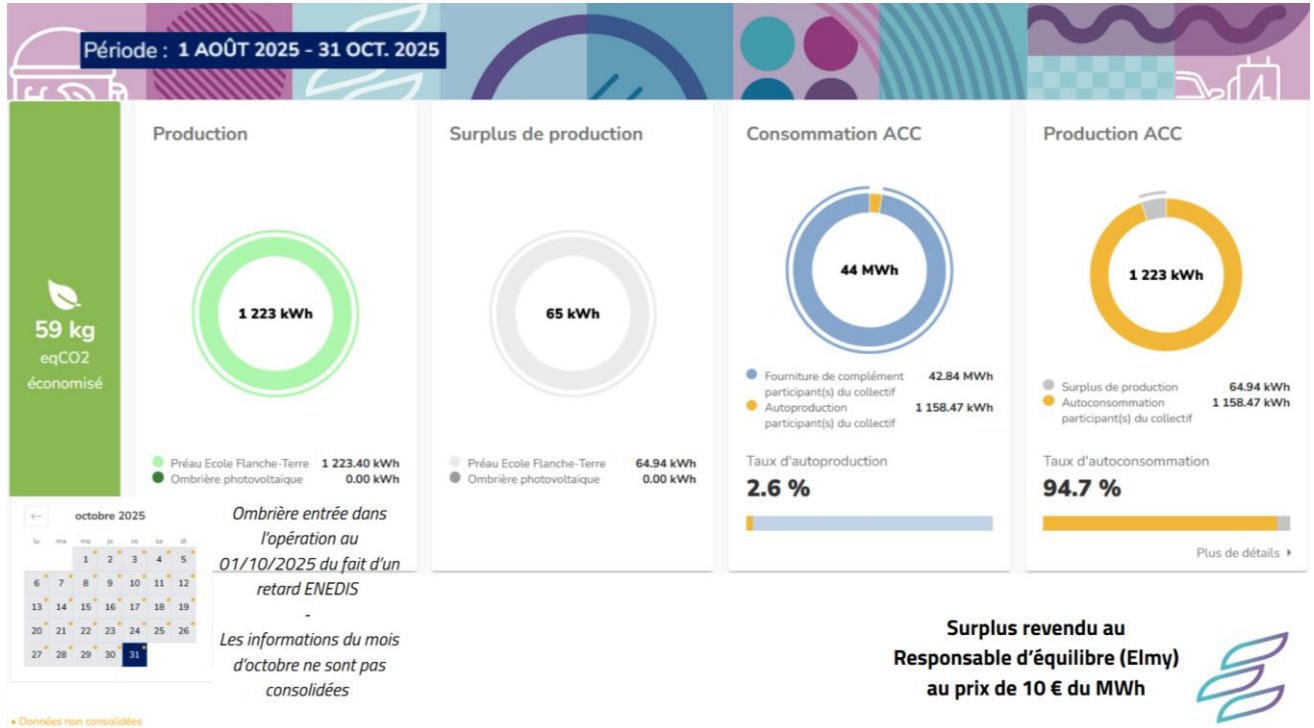 Période : 1 AOÛT 2025 - 31 OCT. 2025
59 kg
eqCO2
économisé
Production
1 223 kWh
Préau Ecole Flanche-Terre 1 223.40 kWh
Ombrière photovoltaïque 0.00 kWh
Surplus de production
65 kWh
Préau Ecole Flanche-Terre 64.94 kWh
Ombrière photovoltaïque 0.00 kWh
Consommation ACC
44 MWh
Fourniture de complément 42.84 MWh
participant(s) du collectif
Autoproduction 1 158.47 kWh
participant(s) du collectif
Taux d'autoproduction
2.6 %
Production ACC
1 223 kWh
Surplus de production 64.94 kWh
Autoconsommation 1 158.47 kWh
participant(s) du collectif
Taux d'autoconsommation
94.7 %
Plus de détails
octobre 2025
lu ma me je ve sa di
1 2 3 4 5
6 7 8 9 10 11 12
13 14 15 16 17 18 19
20 21 22 23 24 25 26
27 28 29 30 31
Données non consolidées
Ombrière entrée dans
l'opération au
01/10/2025 du fait d'un
retard ENEDIS
-
Les informations du mois
d'octobre ne sont pas
consolidées
Surplus revendu au
Responsable d'équilibre (Elmy)
au prix de 10 € du MWh